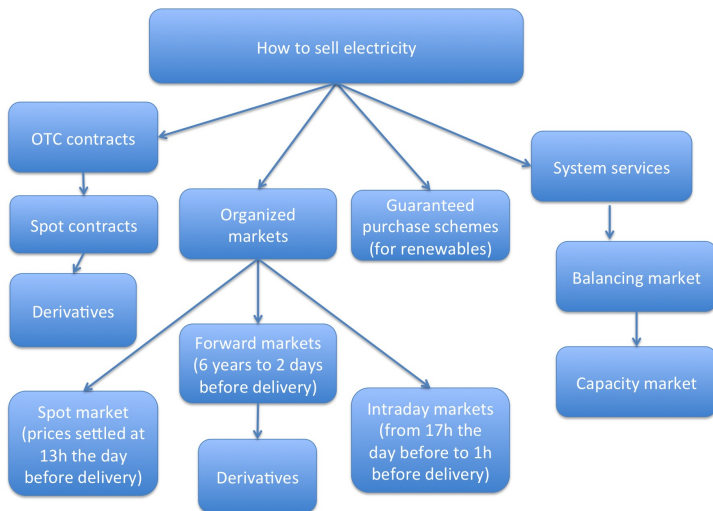 How to sell electricity
OTC contracts
System services
Spot contracts
Organized
markets
Guaranteed
purchase schemes
(for renewables)
Balancing market
Derivatives
Forward markets
(6 years to 2 days
before delivery)
Capacity market
Spot market
(prices settled at
13h the day
before delivery)
Intraday markets
(from 17h the
day before to 1h
before delivery)
Derivatives